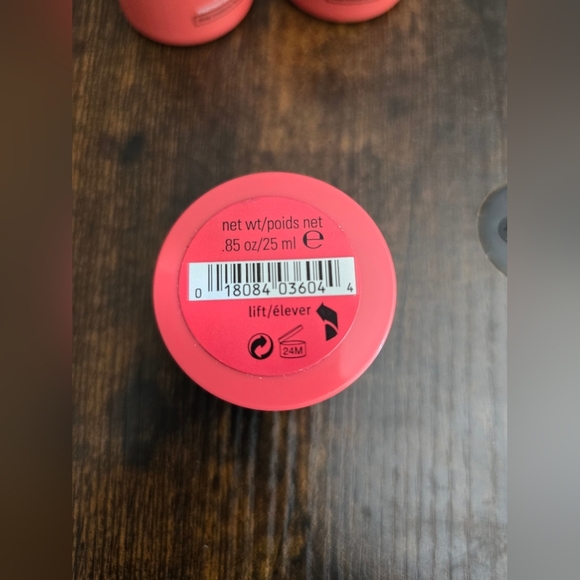 net wt/poids net
.85 oz/25 ml ℮
0 18084 03604 4
lift/élever
24M